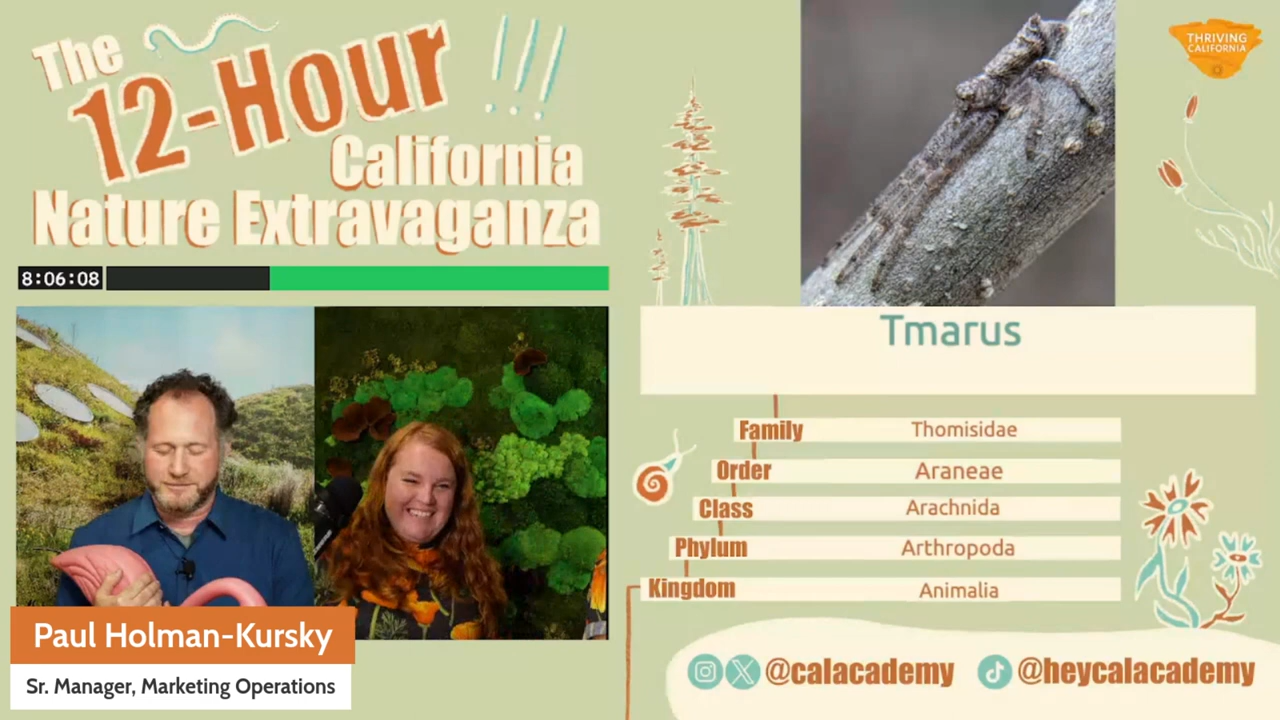 The
12-Hour !!!
California
Nature Extravaganza
8:06:08
Paul Holman-Kursky
Sr. Manager, Marketing Operations
THRIVING
CALIFORNIA
Tmarus
Family Thomisidae
Order Araneae
Class Arachnida
Phylum Arthropoda
Kingdom Animalia
@calacademy @heycalacademy